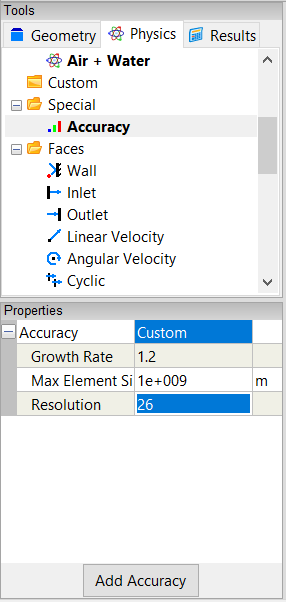 Tools
Geometry Physics Results
Air + Water
Custom
Special
Accuracy
Faces
Wall
Inlet
Outlet
Linear Velocity
Angular Velocity
Cyclic
Properties
Accuracy Custom
Growth Rate 1.2
Max Element Si 1e+009 m
Resolution 26
Add Accuracy